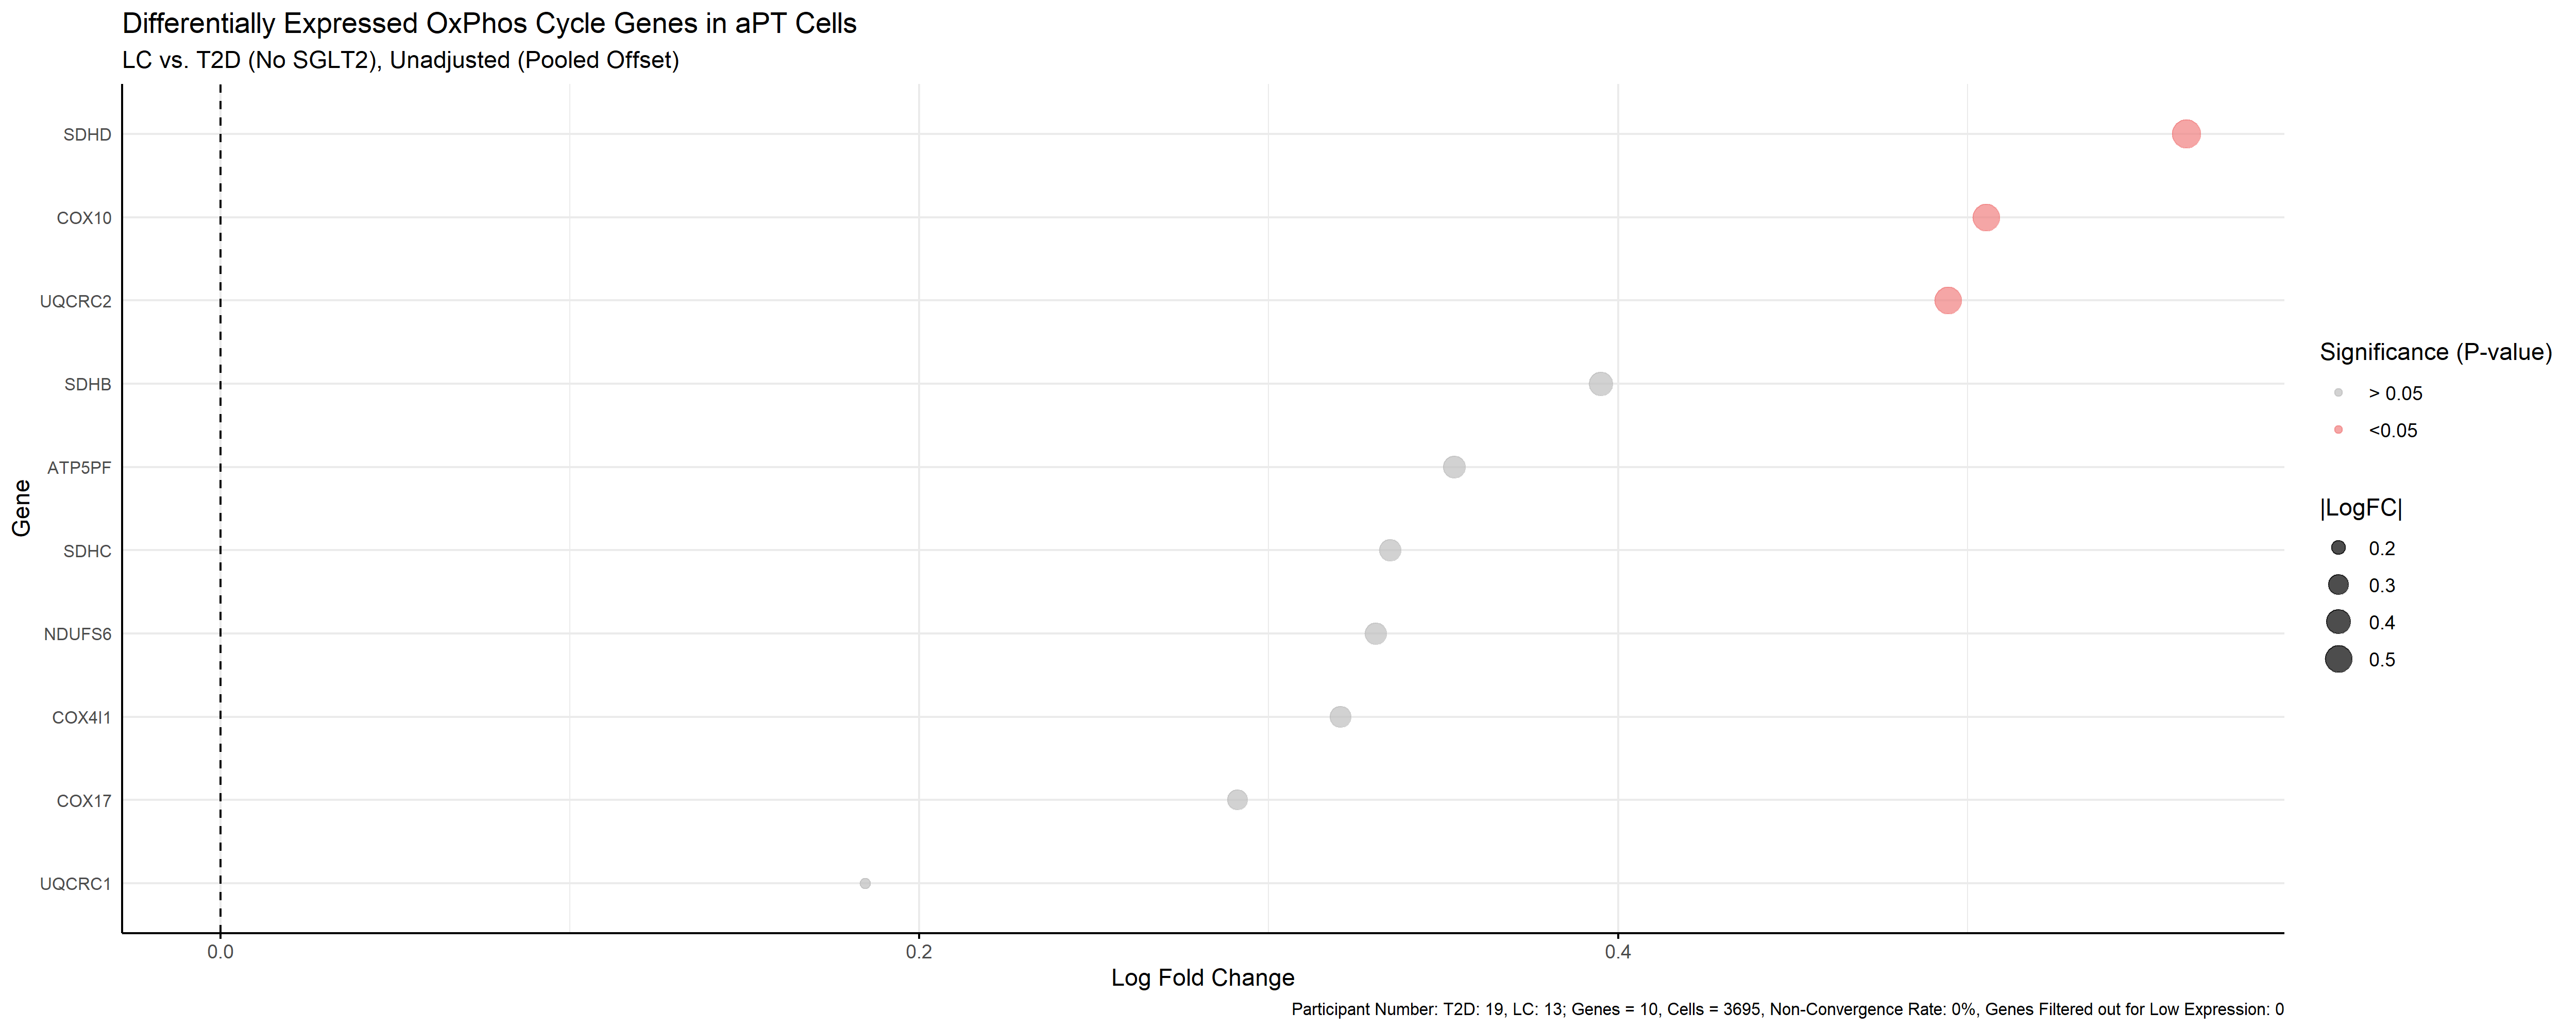 Differentially Expressed OxPhos Cycle Genes in aPT Cells
LC vs. T2D (No SGLT2), Unadjusted (Pooled Offset)
Gene
SDHD
COX10
UQCRC2
SDHB
ATP5PF
SDHC
NDUFS6
COX4I1
COX17
UQCRC1
0.0
0.2
0.4
Log Fold Change
Significance (P-value)
> 0.05
<0.05
|LogFC|
0.2
0.3
0.4
0.5
Participant Number: T2D: 19, LC: 13; Genes = 10, Cells = 3695, Non-Convergence Rate: 0%, Genes Filtered out for Low Expression: 0